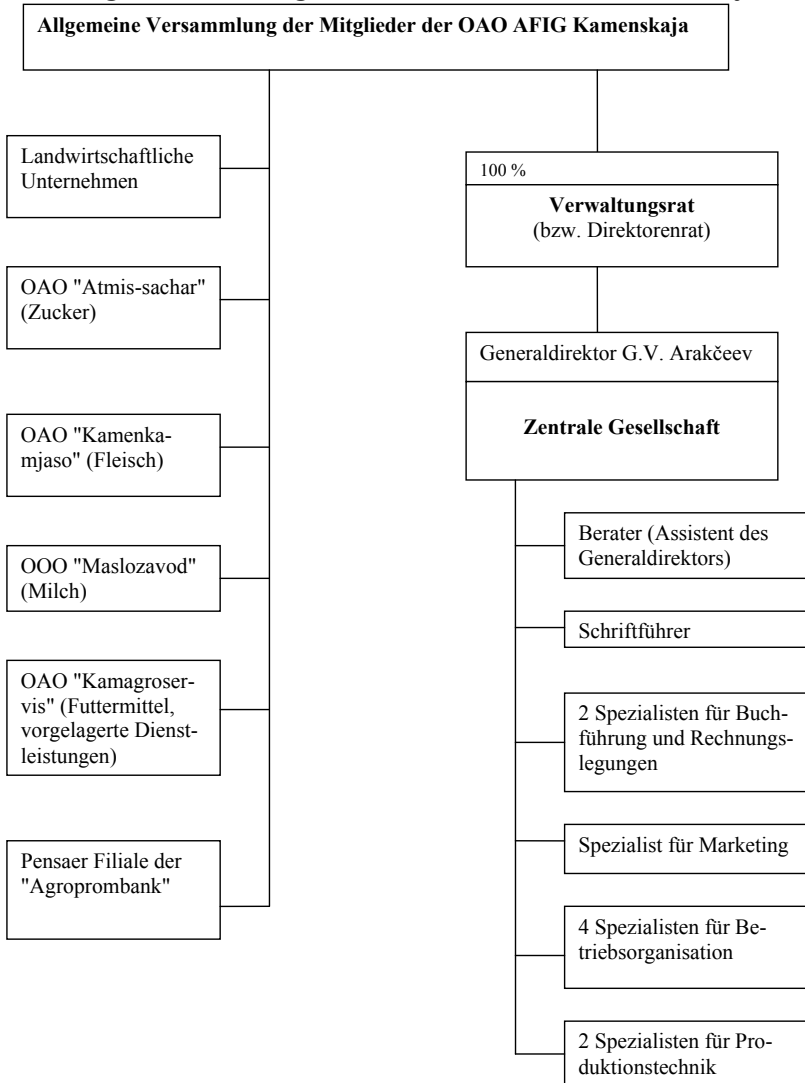 Allgemeine Versammlung der Mitglieder der OAO AFIG Kamenskaja
Landwirtschaftliche
Unternehmen
OAO "Atmis-sachar"
(Zucker)
OAO "Kamenka-
mjaso" (Fleisch)
OOO "Maslozavod"
(Milch)
OAO "Kamagroser-
vis" (Futtermittel,
vorgelagerte Dienst-
leistungen)
Pensaer Filiale der
"Agroprombank"
100 %
Verwaltungsrat
(bzw. Direktorenrat)
Generaldirektor G.V. Arakčeev
Zentrale Gesellschaft
Berater (Assistent des
Generaldirektors)
Schriftführer
2 Spezialisten für Buch-
führung und Rechnungs-
legungen
Spezialist für Marketing
4 Spezialisten für Be-
triebsorganisation
2 Spezialisten für Pro-
duktionstechnik